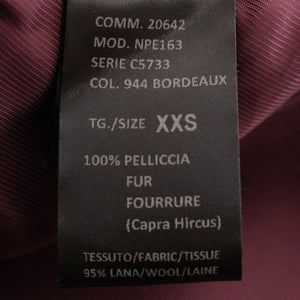 COMM. 20642
MOD. NPE163
SERIE C5733
COL. 944 BORDEAUX
TG./SIZE XXS
100% PELLICCIA
FUR
FOURRURE
(Capra Hircus)
TESSUTO/FABRIC/TISSUE
95% LANA/WOOL/LAINE